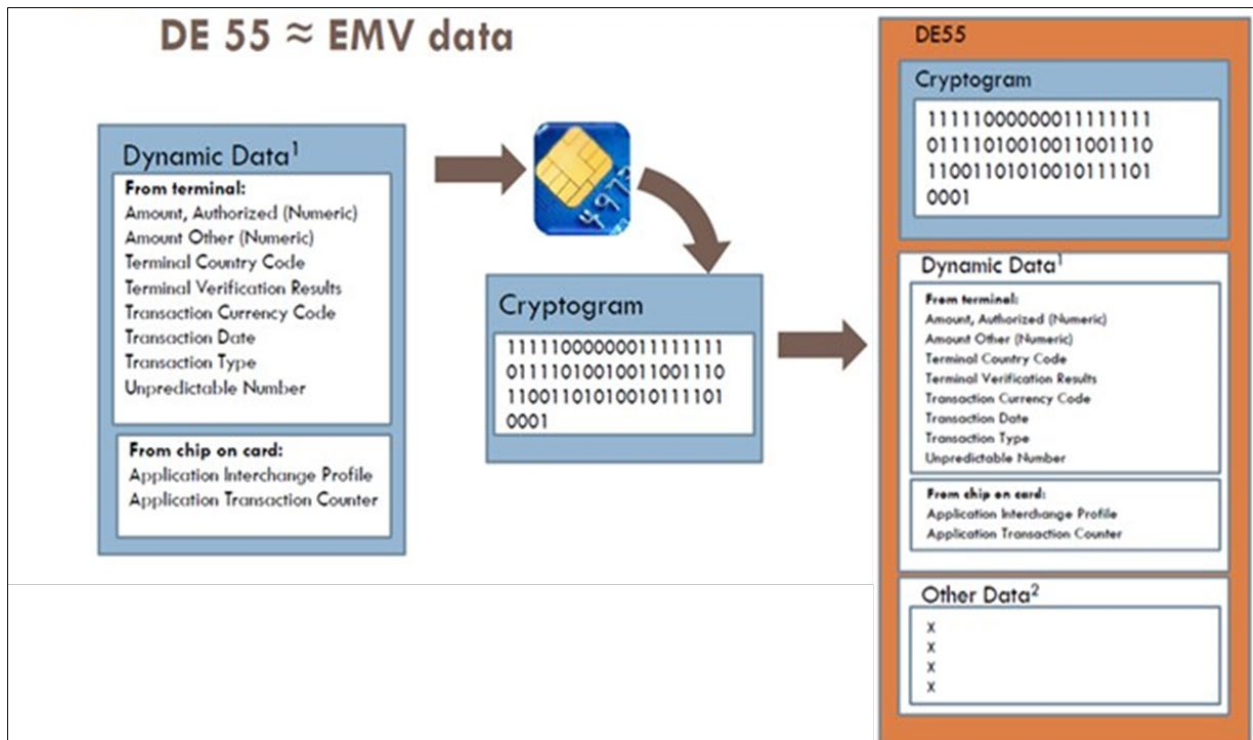 DE 55 ≈ EMV data
Dynamic Data¹
From terminal:
Amount, Authorized (Numeric)
Amount Other (Numeric)
Terminal Country Code
Terminal Verification Results
Transaction Currency Code
Transaction Date
Transaction Type
Unpredictable Number
From chip on card:
Application Interchange Profile
Application Transaction Counter
Cryptogram
11111000000011111111
01111010010011001110
11001101010010111101
0001
DE55
Cryptogram
11111000000011111111
01111010010011001110
11001101010010111101
0001
Dynamic Data¹
From terminal:
Amount, Authorized (Numeric)
Amount Other (Numeric)
Terminal Country Code
Terminal Verification Results
Transaction Currency Code
Transaction Date
Transaction Type
Unpredictable Number
From chip on card:
Application Interchange Profile
Application Transaction Counter
Other Data²
X
X
X
X